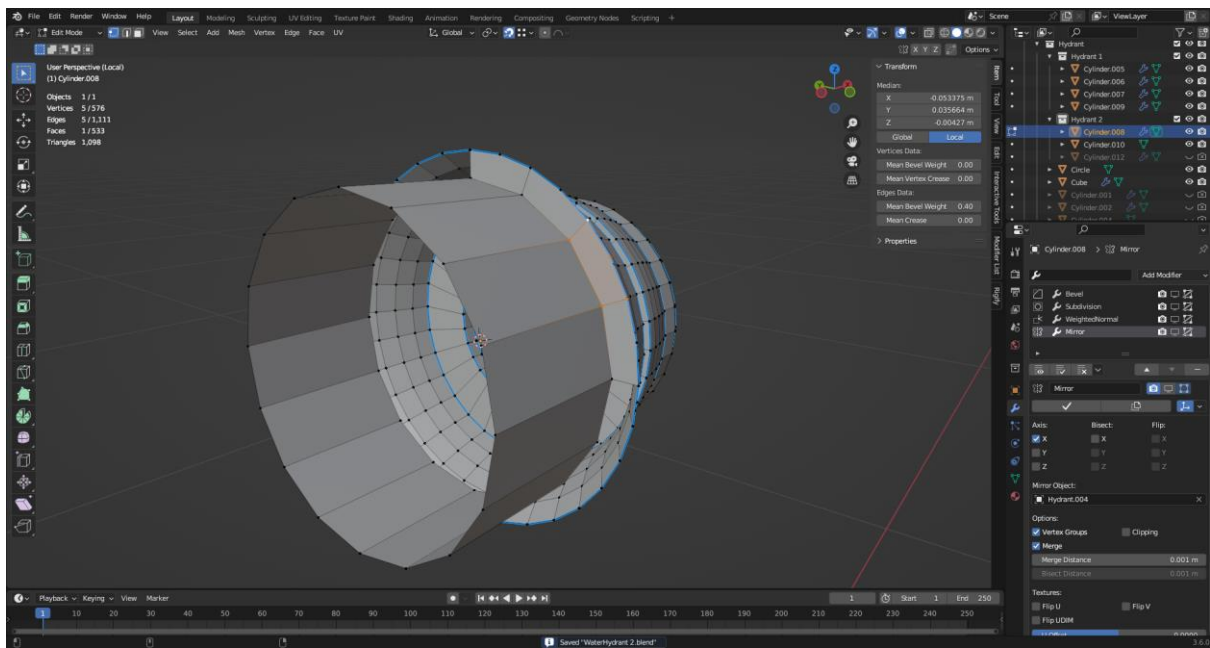 File Edit Render Window Help Layout Modeling Sculpting UV Editing Texture Paint Shading Animation Rendering Compositing Geometry Nodes Scripting + Scene ViewLayer
Edit Mode View Select Add Mesh Vertex Edge Face UV Global
X Y Z Options
User Perspective (Local)
(1) Cylinder.008
Objects 1/1
Vertices 5/576
Edges 5/1,111
Faces 1/533
Triangles 1,098
Transform
Median:
X -0.053375 m
Y 0.035664 m
Z -0.00427 m
Global Local
Vertices Data:
Mean Bevel Weight 0.00
Mean Vertex Crease 0.00
Edges Data:
Mean Bevel Weight 0.40
Mean Crease 0.00
Properties
Item
Tool
View
Edit
Interactive Tools
Modifier List
Rigify
Hydrant
Hydrant 1
Cylinder.005
Cylinder.006
Cylinder.007
Cylinder.009
Hydrant 2
Cylinder.008
Cylinder.010
Cylinder.012
Circle
Cube
Cylinder.001
Cylinder.002
Cylinder.008 > Mirror
Add Modifier
Bevel
Subdivision
WeightedNormal
Mirror
Mirror
Axis: Bisect: Flip:
X X X
Y Y Y
Z Z Z
Mirror Object:
Hydrant.004
Options:
Vertex Groups Clipping
Merge
Merge Distance 0.001 m
Bisect Distance 0.001 m
Textures:
Flip U Flip V
Flip UDIM
Playback Keying View Marker 1 Start 1 End 250
1 10 20 30 40 50 60 70 80 90 100 110 120 130 140 150 160 170 180 190 200 210 220 230 240 250
Saved "WaterHydrant 2.blend" 3.6.0